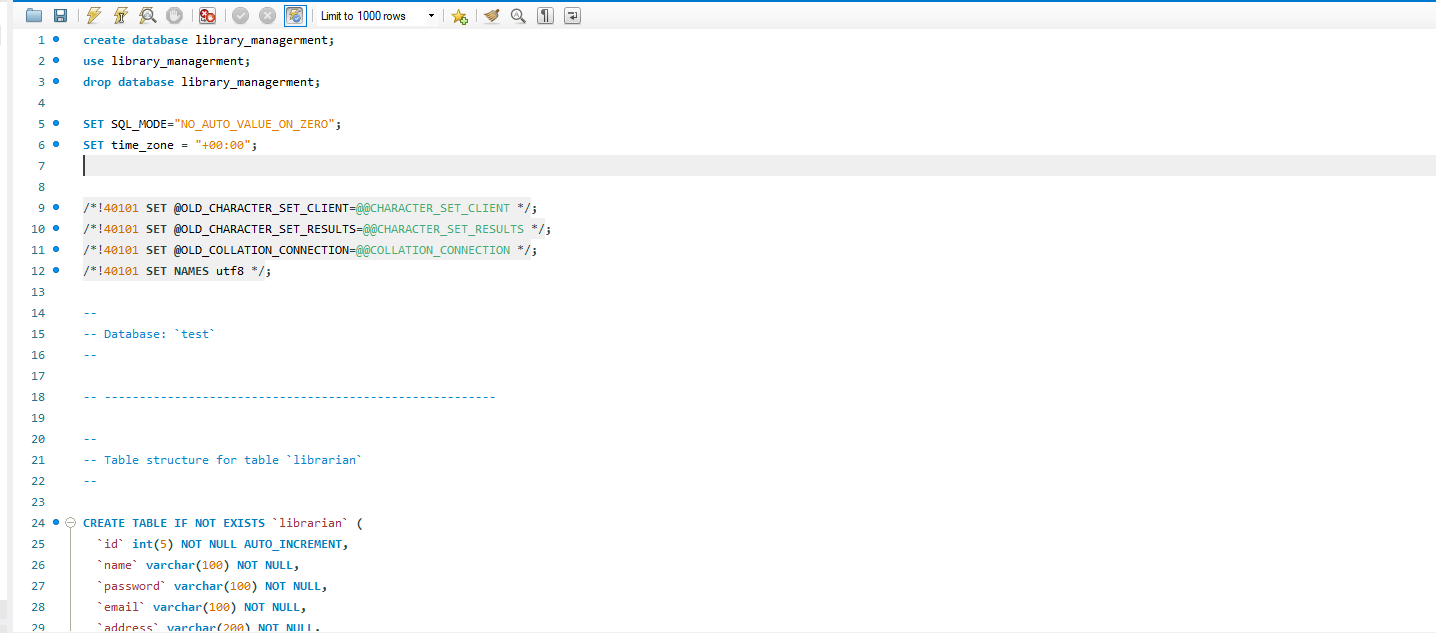 Limit to 1000 rows
1 create database library_managerment;
2 use library_managerment;
3 drop database library_managerment;
4
5 SET SQL_MODE="NO_AUTO_VALUE_ON_ZERO";
6 SET time_zone = "+00:00";
7
8
9 /*!40101 SET @OLD_CHARACTER_SET_CLIENT=@@CHARACTER_SET_CLIENT */;
10 /*!40101 SET @OLD_CHARACTER_SET_RESULTS=@@CHARACTER_SET_RESULTS */;
11 /*!40101 SET @OLD_COLLATION_CONNECTION=@@COLLATION_CONNECTION */;
12 /*!40101 SET NAMES utf8 */;
13
14 --
15 -- Database: `test`
16 --
17
18 -- --------------------------------------------------------
19
20 --
21 -- Table structure for table `librarian`
22 --
23
24 CREATE TABLE IF NOT EXISTS `librarian` (
25 `id` int(5) NOT NULL AUTO_INCREMENT,
26 `name` varchar(100) NOT NULL,
27 `password` varchar(100) NOT NULL,
28 `email` varchar(100) NOT NULL,
29 `address` varchar(200) NOT NULL,